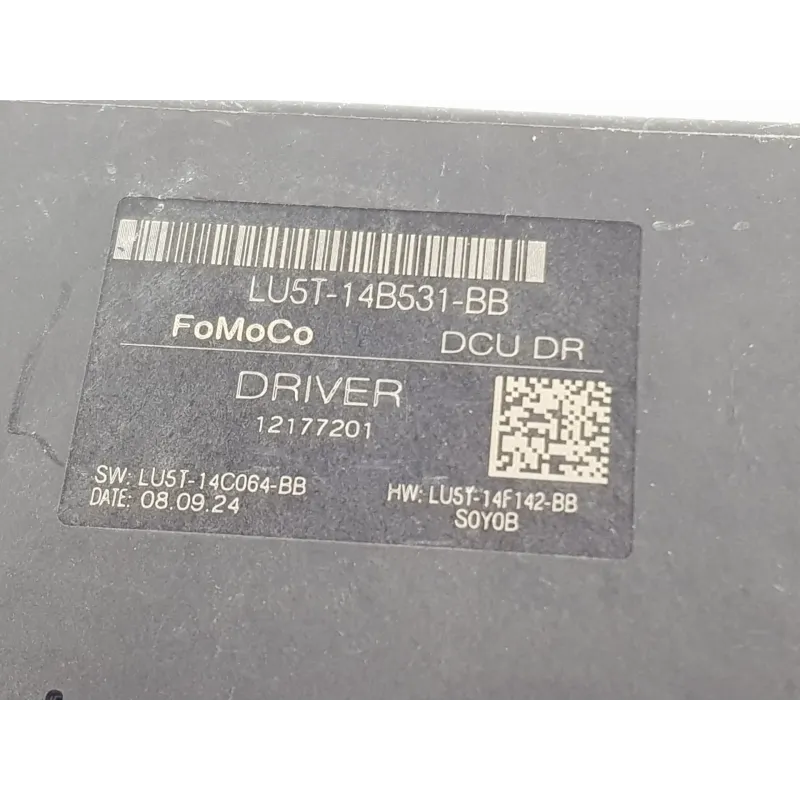 LU5T-14B531-BB
FoMoCo DCU DR
DRIVER
12177201
SW: LU5T-14C064-BB HW: LU5T-14F142-BB
DATE: 08.09.24 S0Y0B